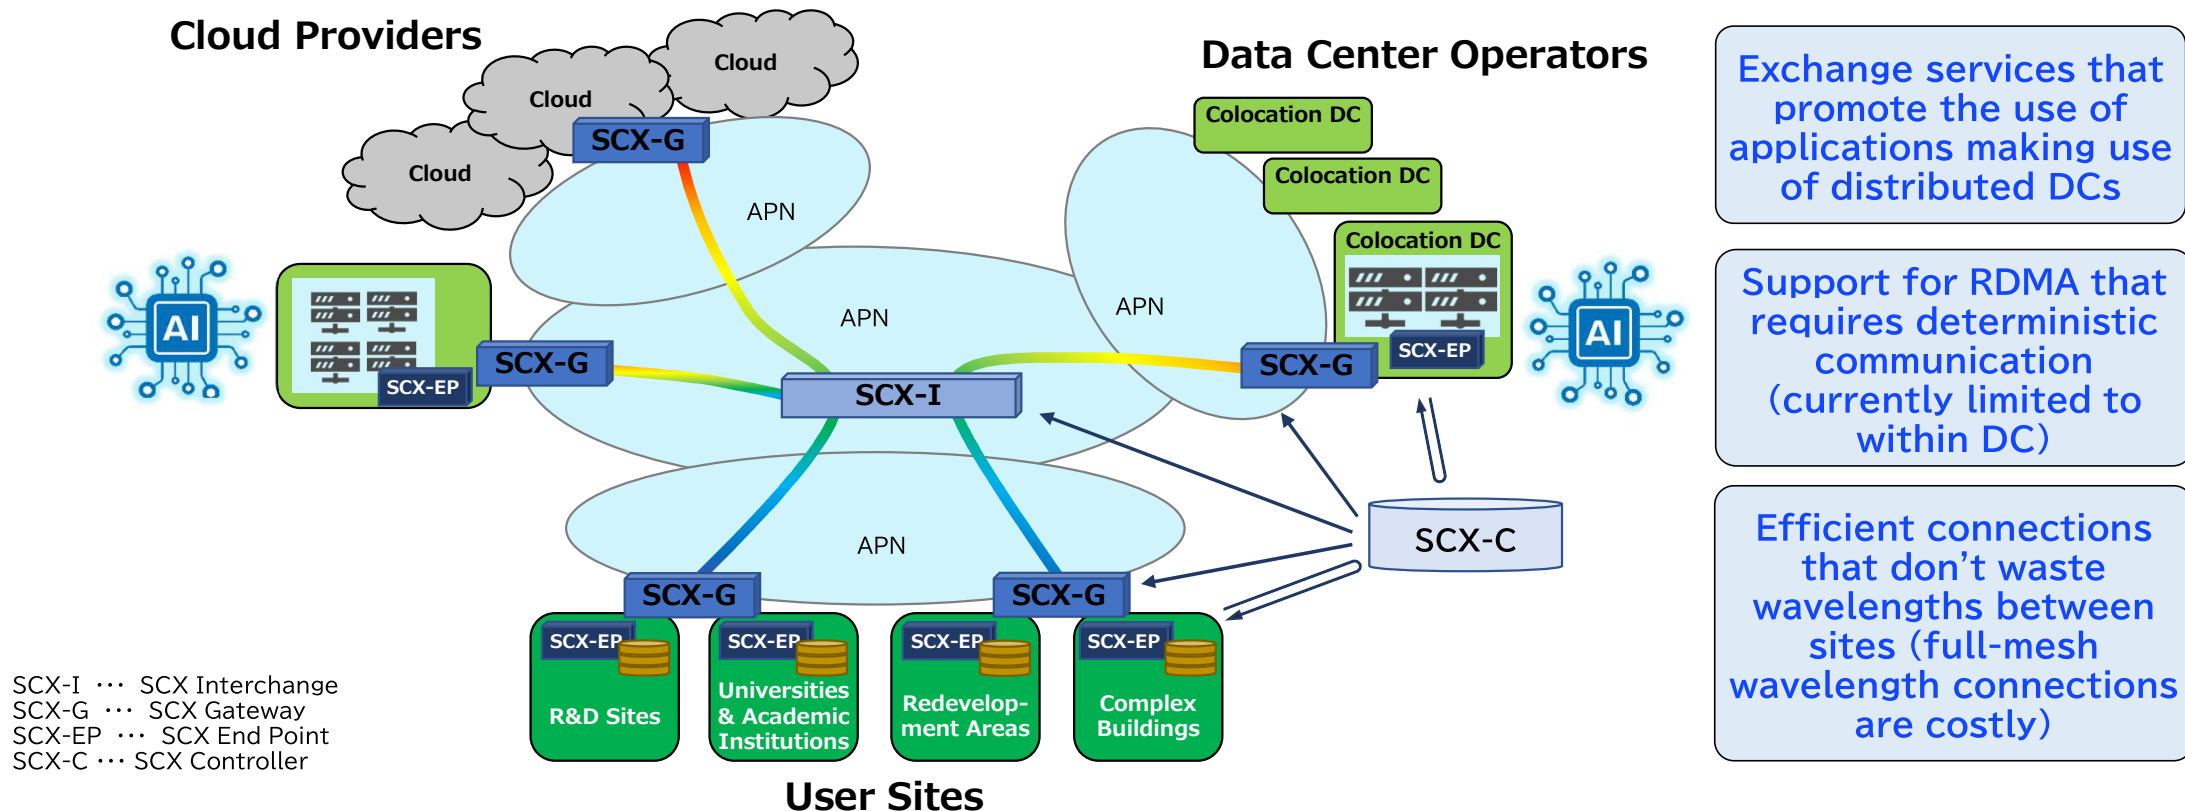 Cloud Providers
Cloud
Cloud
Cloud
SCX-G
APN
Data Center Operators
Colocation DC
Colocation DC
Colocation DC
SCX-EP
AI
APN
SCX-G
AI
SCX-EP
SCX-G
APN
SCX-I
APN
SCX-C
SCX-G
SCX-G
SCX-EP
R&D Sites
SCX-EP
Universities
& Academic
Institutions
SCX-EP
Redevelop-
ment Areas
SCX-EP
Complex
Buildings
User Sites
SCX-I ··· SCX Interchange
SCX-G ··· SCX Gateway
SCX-EP ··· SCX End Point
SCX-C ··· SCX Controller
Exchange services that
promote the use of
applications making use
of distributed DCs
Support for RDMA that
requires deterministic
communication
(currently limited to
within DC)
Efficient connections
that don’t waste
wavelengths between
sites (full-mesh
wavelength connections
are costly)